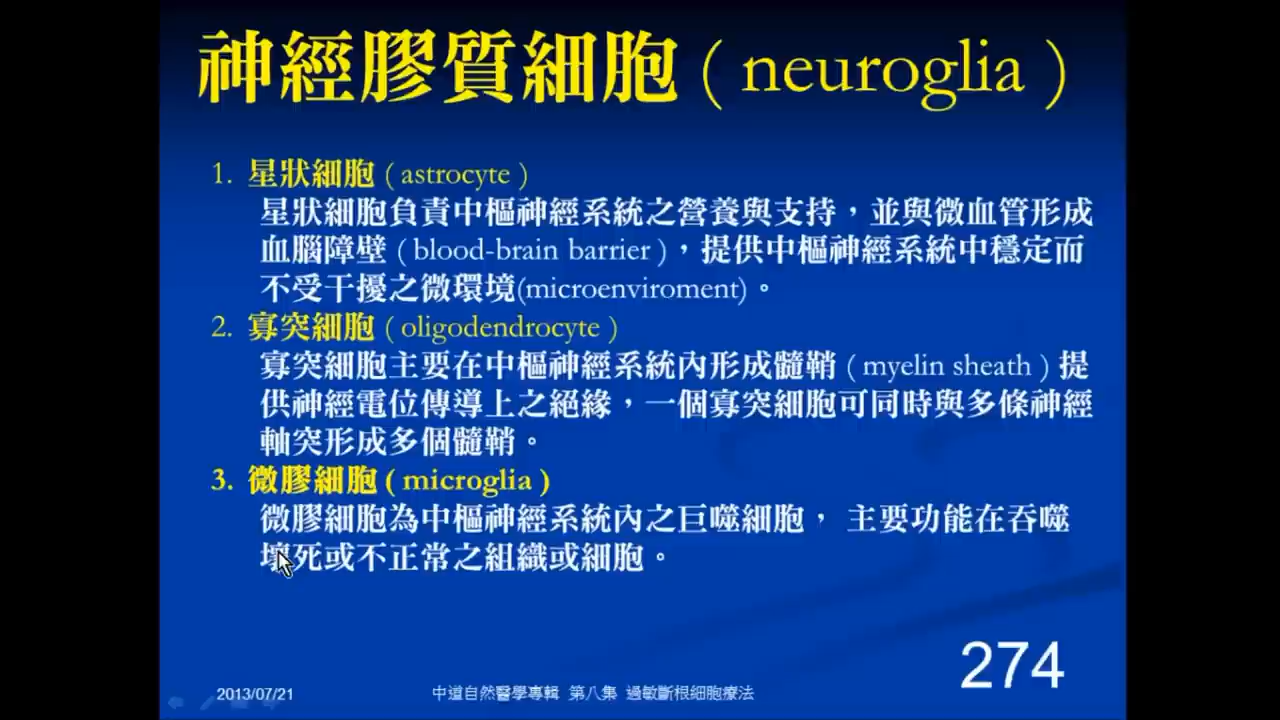 神經膠質細胞 ( neuroglia )
1. 星狀細胞 ( astrocyte )
星狀細胞負責中樞神經系統之營養與支持，並與微血管形成
血腦障壁 ( blood-brain barrier )，提供中樞神經系統中穩定而
不受干擾之微環境(microenviroment)。
2. 寡突細胞 ( oligodendrocyte )
寡突細胞主要在中樞神經系統內形成髓鞘 ( myelin sheath ) 提
供神經電位傳導上之絕緣，一個寡突細胞可同時與多條神經
軸突形成多個髓鞘。
3. 微膠細胞 ( microglia )
微膠細胞為中樞神經系統內之巨噬細胞， 主要功能在吞噬
壞死或不正常之組織或細胞。
274
2013/07/21
中道自然醫學專輯 第八集 過敏斷根細胞療法